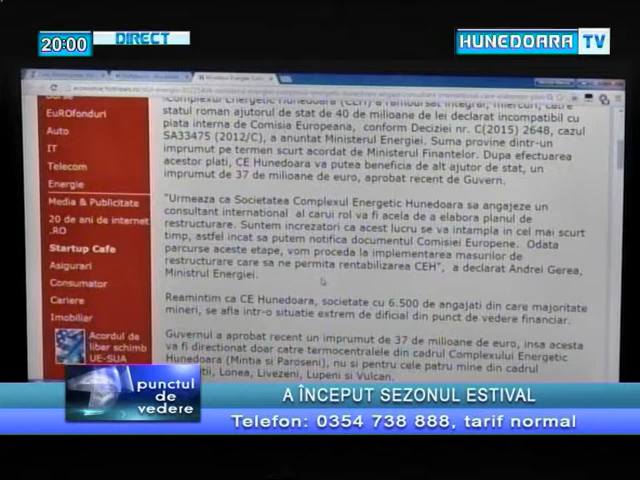 20:00
DIRECT
HUNEDOARA TV
Complexul Energetic Hunedoara (CEH) a rambursat integral, miercuri, catre
statul roman ajutorul de stat de 40 de milioane de lei declarat incompatibil cu
piata interna de Comisia Europeana, conform Deciziei nr. C(2015) 2648, cazul
SA33475 (2012/C), a anuntat Ministerul Energiei. Suma provine dintr-un
imprumut pe termen scurt acordat de Ministerul Finantelor. Dupa efectuarea
acestor plati, CE Hunedoara va putea beneficia de alt ajutor de stat, un
imprumut de 37 de milioane de euro, aprobat recent de Guvern.
"Urmeaza ca Societatea Complexul Energetic Hunedoara sa angajeze un
consultant international al carui rol va fi acela de a elabora planul de
restructurare. Suntem increzatori ca acest lucru se va intampla in cel mai scurt
timp, astfel incat sa putem notifica documentul Comisiei Europene. Odata
parcurse aceste etape, vom proceda la implementarea masurilor de
restructurare care sa ne permita rentabilizarea CEH", a declarat Andrei Gerea,
Ministrul Energiei.
Reamintim ca CE Hunedoara, societate cu 6.500 de angajati din care majoritate
mineri, se afla intr-o situatie extrem de dificial din punct de vedere financiar.
Guvernul a aprobat recent un imprumut de 37 milioane de euro, insa acesta
va fi directionat doar catre termocentralele din cadrul Complexului Energetic
Hunedoara (Mintia si Paroseni), nu si pentru cele patru mine din cadrul
Lonea, Livezeni, Lupeni si Vulcan.
EuROfonduri
Auto
IT
Telecom
Energie
Media & Publicitate
20 de ani de internet
.RO
Startup Cafe
Asigurari
Consumator
Cariere
Imobiliar
Acordul de
liber schimb
UE-SUA
punctul
de
vedere
A ÎNCEPUT SEZONUL ESTIVAL
Telefon: 0354 738 888, tarif normal